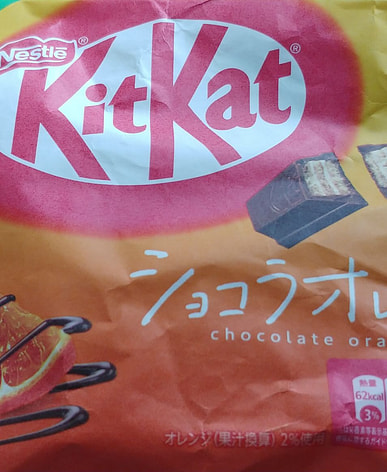 Nestlé
KitKat
ショコラオレ
chocolate ora
熱量
62kcal
3%
オレンジ(果汁換算) 2%使用